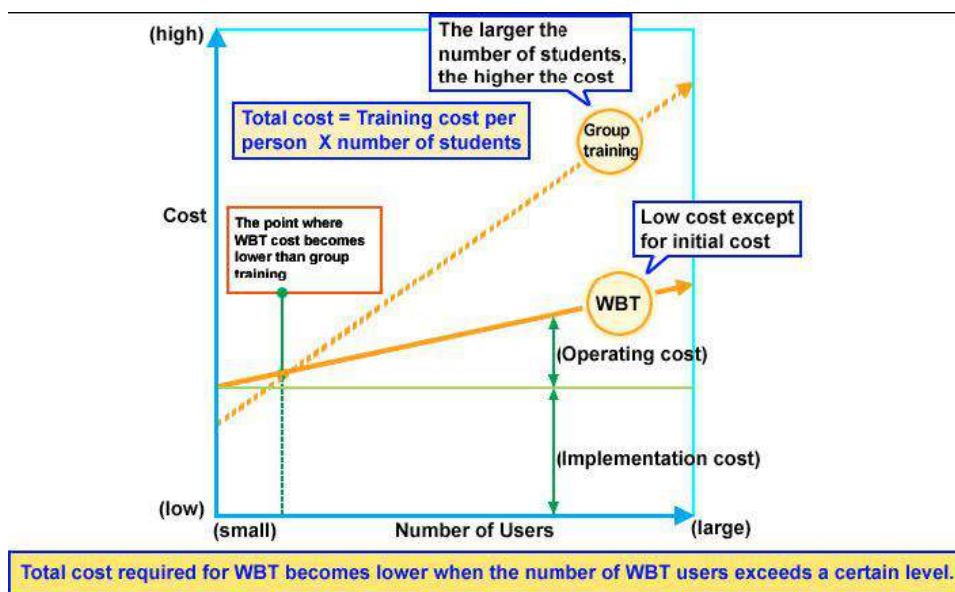 (high)
The larger the
number of students,
the higher the cost
Total cost = Training cost per
person X number of students
Group
training
Cost
The point where
WBT cost becomes
lower than group
training
Low cost except
for initial cost
WBT
(Operating cost)
(Implementation cost)
(low)
(small)
Number of Users
(large)
Total cost required for WBT becomes lower when the number of WBT users exceeds a certain level.